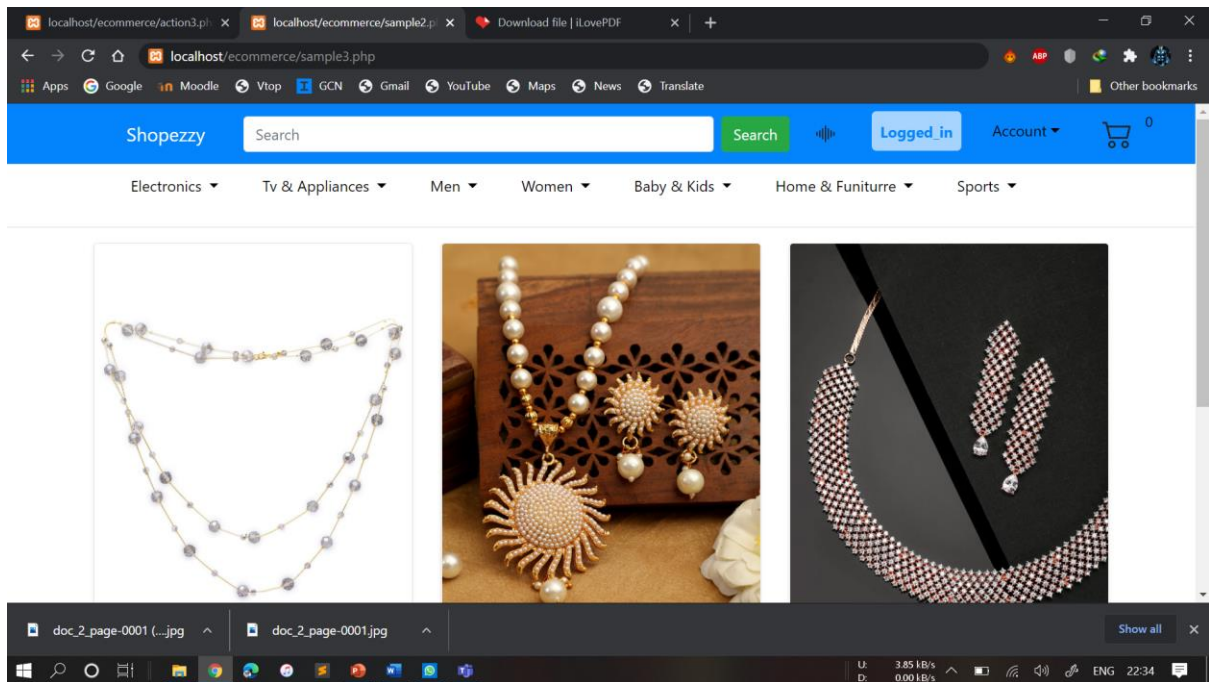 localhost/ecommerce/action3.ph
localhost/ecommerce/sample2.p
Download file | iLovePDF
localhost/ecommerce/sample3.php
ABP
Apps Google Moodle Vtop GCN Gmail YouTube Maps News Translate Other bookmarks
Shopezzy Search Search Logged_in Account 0
Electronics Tv & Appliances Men Women Baby & Kids Home & Funiturre Sports
doc_2_page-0001 (....jpg doc_2_page-0001.jpg Show all
U: 3.85 kB/s
D: 0.00 kB/s
ENG 22:34